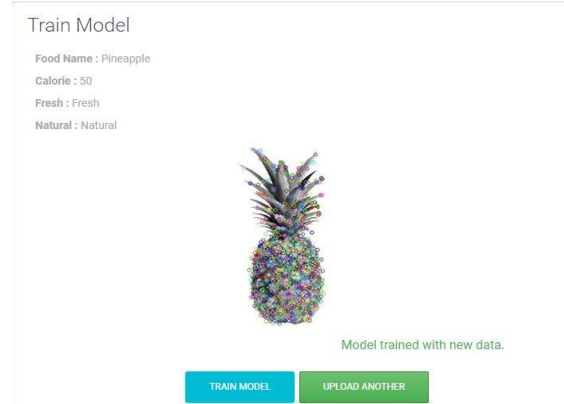 Train Model
Food Name : Pineapple
Calorie : 50
Fresh : Fresh
Natural : Natural
Model trained with new data.
TRAIN MODEL
UPLOAD ANOTHER